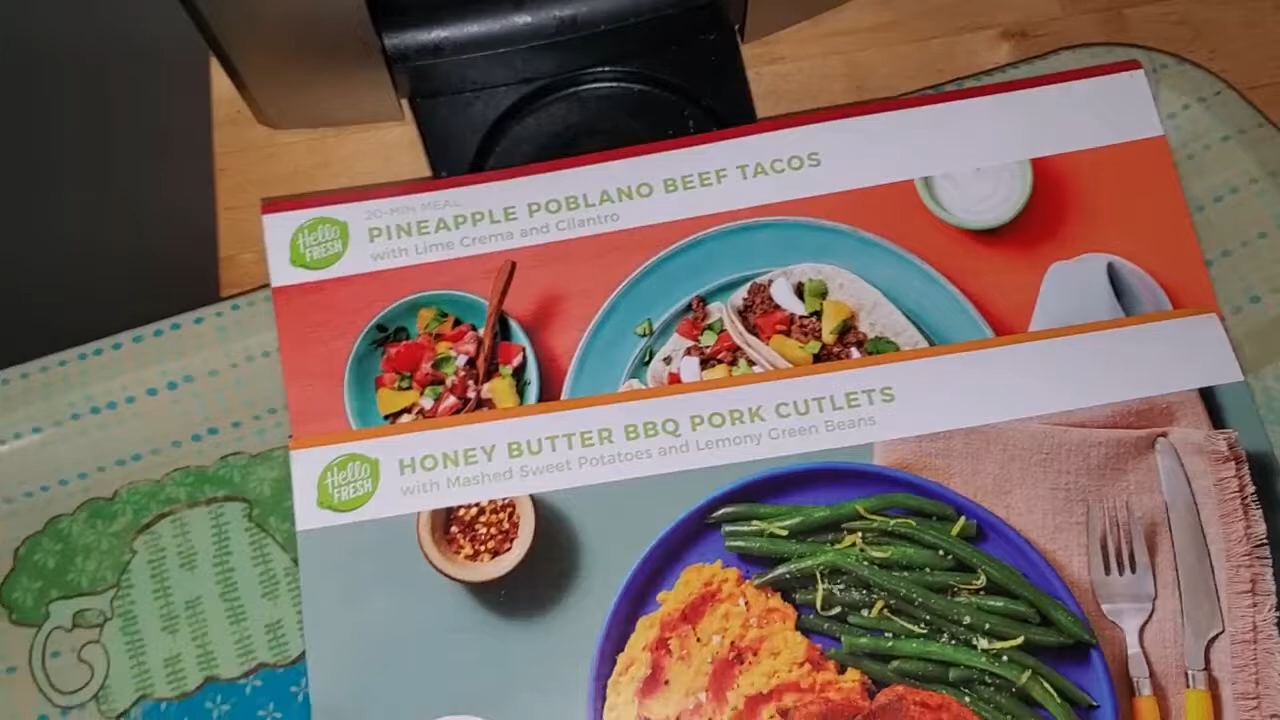 20-MIN MEAL
PINEAPPLE POBLANO BEEF TACOS
with Lime Crema and Cilantro
Hello
FRESH
HONEY BUTTER BBQ PORK CUTLETS
with Mashed Sweet Potatoes and Lemony Green Beans
Hello
FRESH